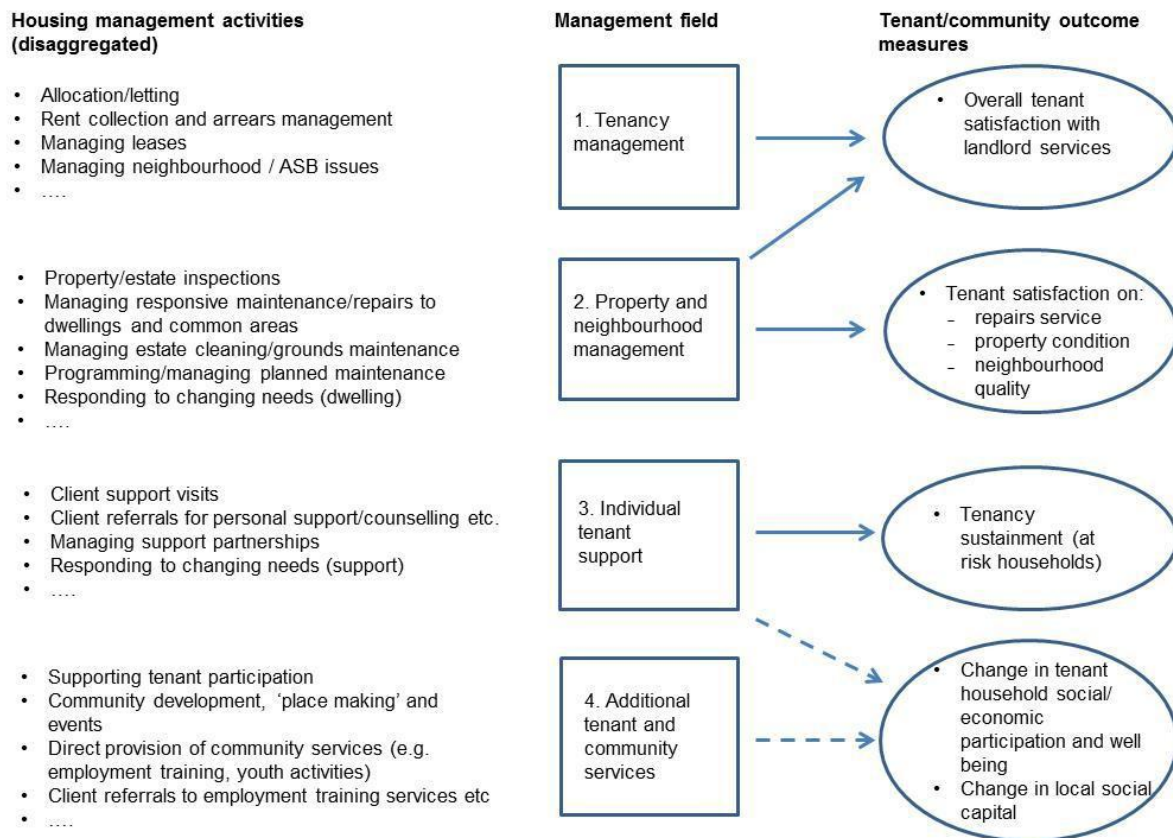 Housing management activities
(disaggregated)
Management field
Tenant/community outcome
measures
• Allocation/letting
• Rent collection and arrears management
• Managing leases
• Managing neighbourhood / ASB issues
• ….
1. Tenancy
management
• Overall tenant
satisfaction with
landlord services
• Property/estate inspections
• Managing responsive maintenance/repairs to
dwellings and common areas
• Managing estate cleaning/grounds maintenance
• Programming/managing planned maintenance
• Responding to changing needs (dwelling)
• ….
2. Property and
neighbourhood
management
• Tenant satisfaction on:
– repairs service
– property condition
– neighbourhood
quality
• Client support visits
• Client referrals for personal support/counselling etc.
• Managing support partnerships
• Responding to changing needs (support)
• ….
3. Individual
tenant
support
• Tenancy
sustainment (at
risk households)
• Supporting tenant participation
• Community development, ‘place making’ and
events
• Direct provision of community services (e.g.
employment training, youth activities)
• Client referrals to employment training services etc
• ….
4. Additional
tenant and
community
services
• Change in tenant
household social/
economic
participation and well
being
• Change in local social
capital